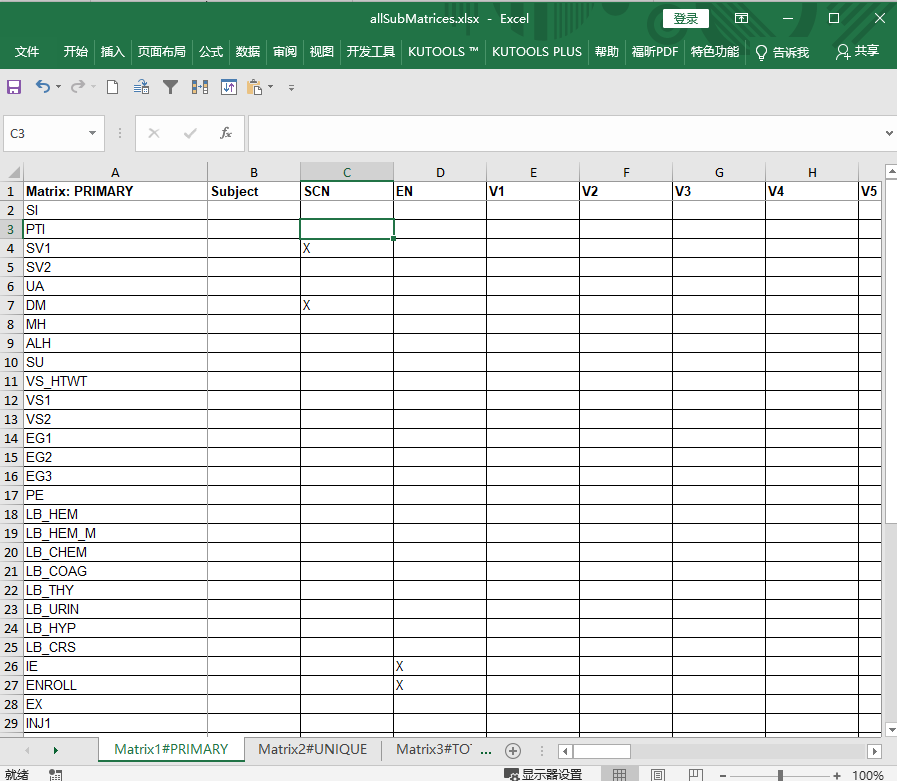 allSubMatrices.xlsx - Excel 登录
文件 开始 插入 页面布局 公式 数据 审阅 视图 开发工具 KUTOOLS ™ KUTOOLS PLUS 帮助 福昕PDF 特色功能 告诉我 共享
C3 fx
A B C D E F G H
1 Matrix: PRIMARY Subject SCN EN V1 V2 V3 V4 V5
2 SI
3 PTI
4 SV1 X
5 SV2
6 UA
7 DM X
8 MH
9 ALH
10 SU
11 VS_HTWT
12 VS1
13 VS2
14 EG1
15 EG2
16 EG3
17 PE
18 LB_HEM
19 LB_HEM_M
20 LB_CHEM
21 LB_COAG
22 LB_THY
23 LB_URIN
24 LB_HYP
25 LB_CRS
26 IE X
27 ENROLL X
28 EX
29 INJ1
Matrix1#PRIMARY Matrix2#UNIQUE Matrix3#TO ...
就绪 显示器设置 100%